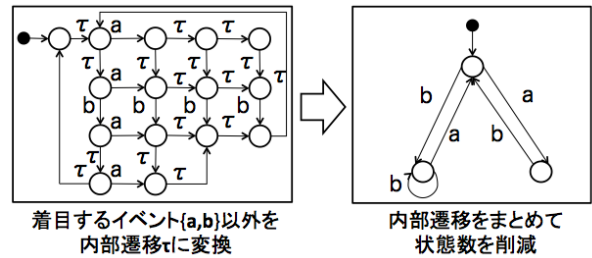 τ a τ τ
τ τ τ τ
a τ τ τ
b b b b
a τ τ
τ τ
τ a τ
b a
a b
b
着目するイベント{a,b}以外を
内部遷移τに変換
内部遷移をまとめて
状態数を削減